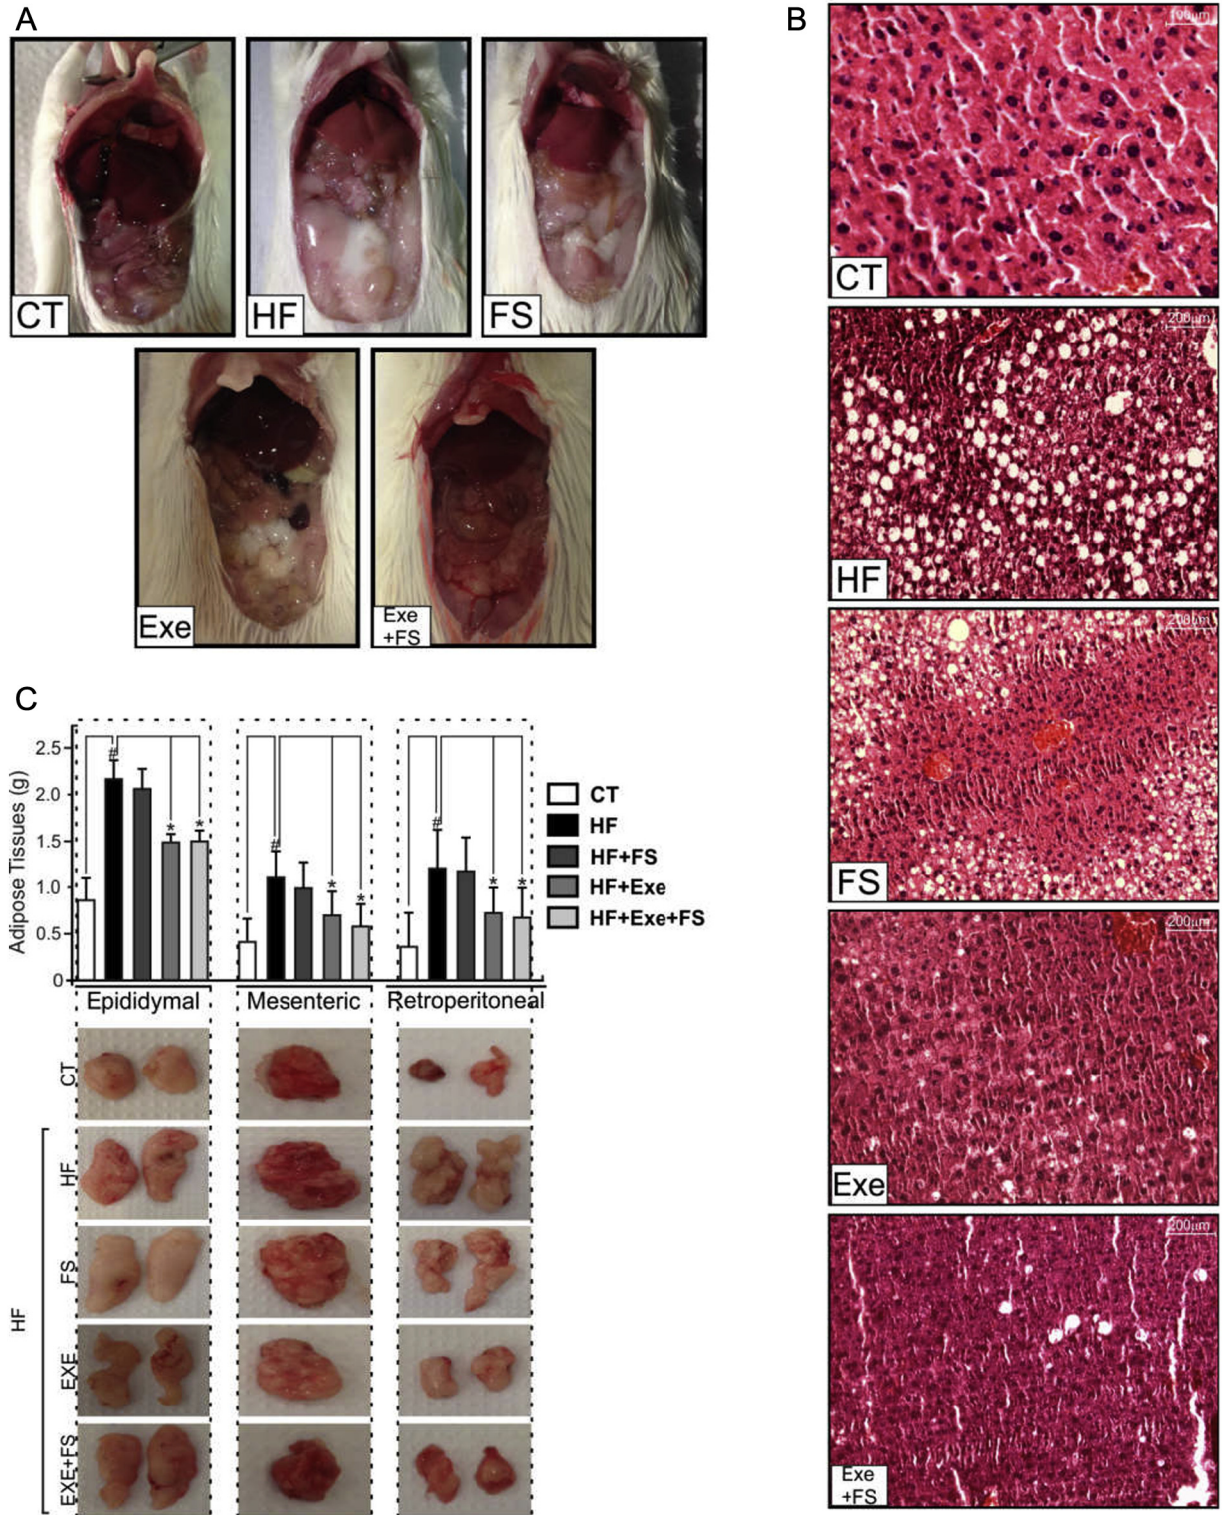 A
CT
HF
FS
Exe
Exe
+FS
B
100µm
CT
200µm
HF
200µm
FS
200µm
Exe
200µm
Exe
+FS
C
Adipose Tissues (g)
2.5
2.0
1.5
1.0
0.5
0
#
*
*
#
*
*
#
*
*
CT
HF
HF+FS
HF+Exe
HF+Exe+FS
Epididymal
Mesenteric
Retroperitoneal
CT
HF
HF
FS
EXE
EXE+FS